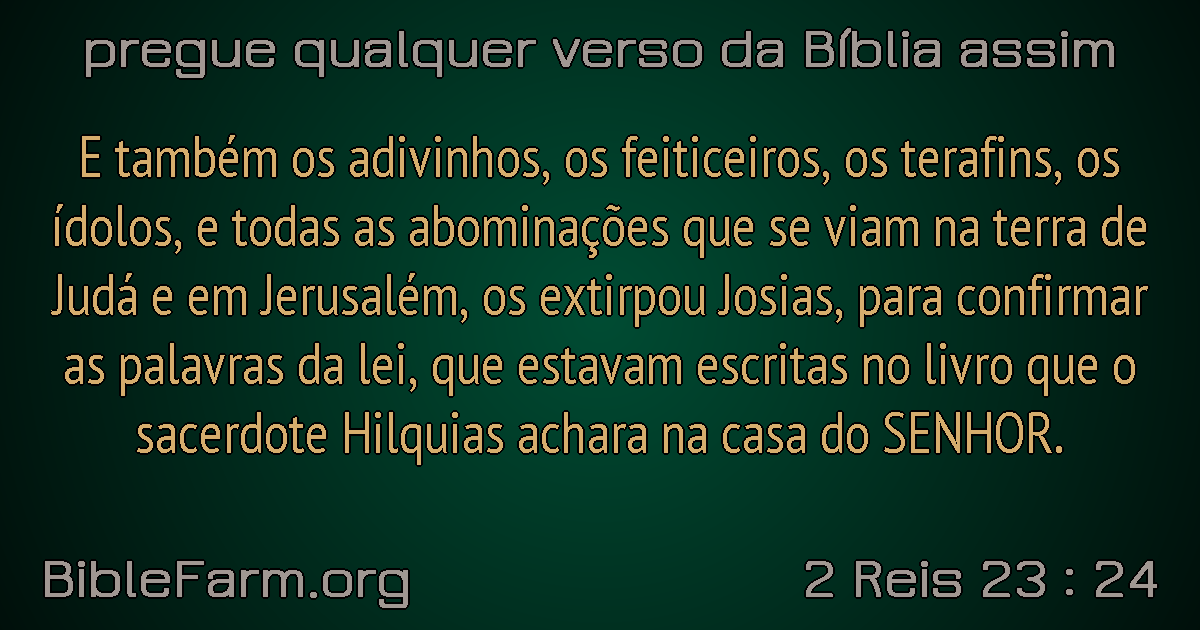 pregue qualquer verso da Bíblia assim
E também os adivinhos, os feiticeiros, os terafins, os
ídolos, e todas as abominações que se viam na terra de
Judá e em Jerusalém, os extirpou Josias, para confirmar
as palavras da lei, que estavam escritas no livro que o
sacerdote Hilquias achara na casa do SENHOR.
BibleFarm.org
2 Reis 23 : 24